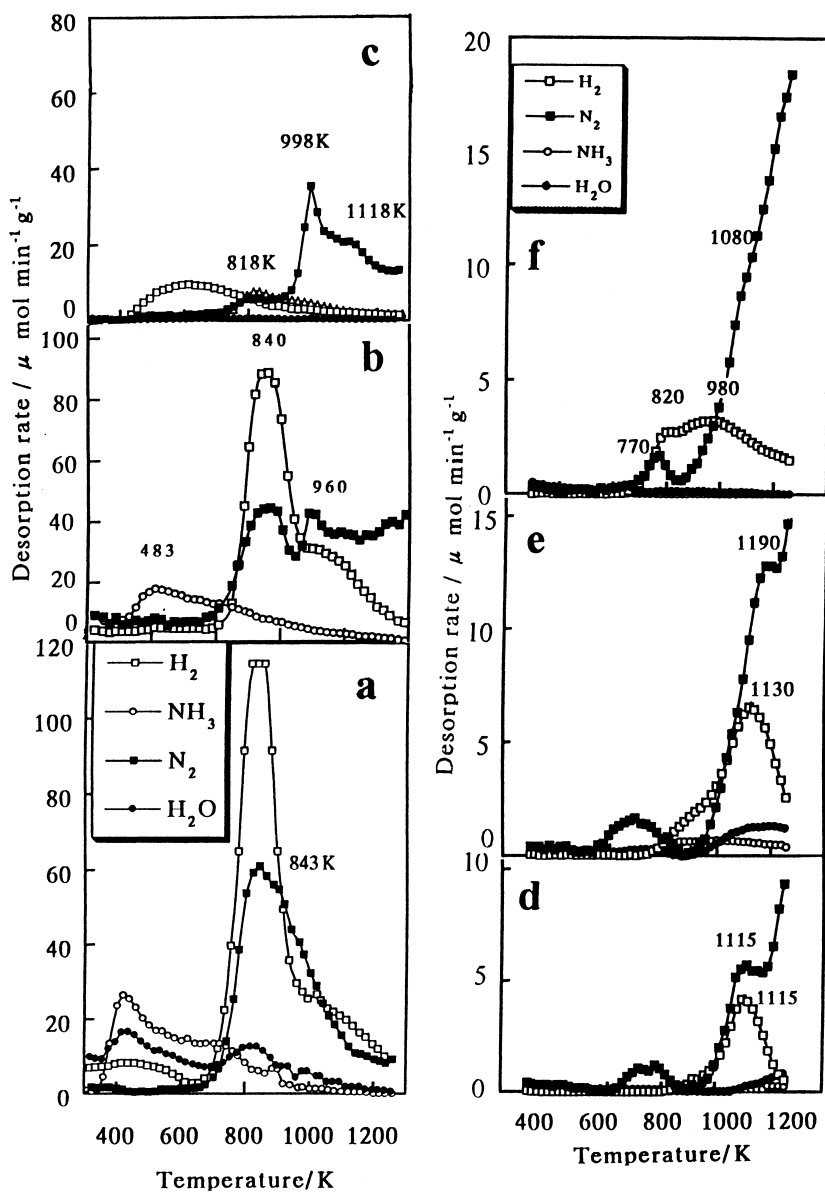 Desorption rate / μ mol min⁻¹ g⁻¹
80
60
40
20
0
c
998K
1118K
818K
100
80
60
40
20
0
b
840
960
483
120
100
80
60
40
20
0
a
H₂
NH₃
N₂
H₂O
843K
400 600 800 1000 1200
Temperature/K
Desorption rate / μ mol min⁻¹ g⁻¹
20
15
10
5
0
H₂
N₂
NH₃
H₂O
f
1080
980
820
770
15
10
5
0
e
1190
1130
10
5
0
d
1115
1115
400 600 800 1000 1200
Temperature/K